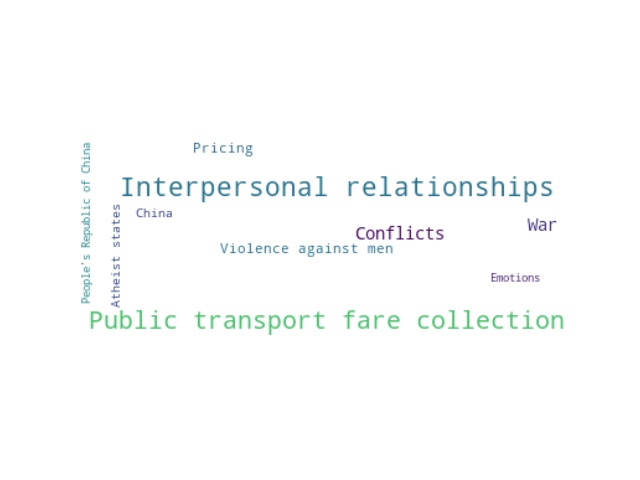 Pricing
Interpersonal relationships
People's Republic of China
Atheist states
China
War
Conflicts
Violence against men
Emotions
Public transport fare collection